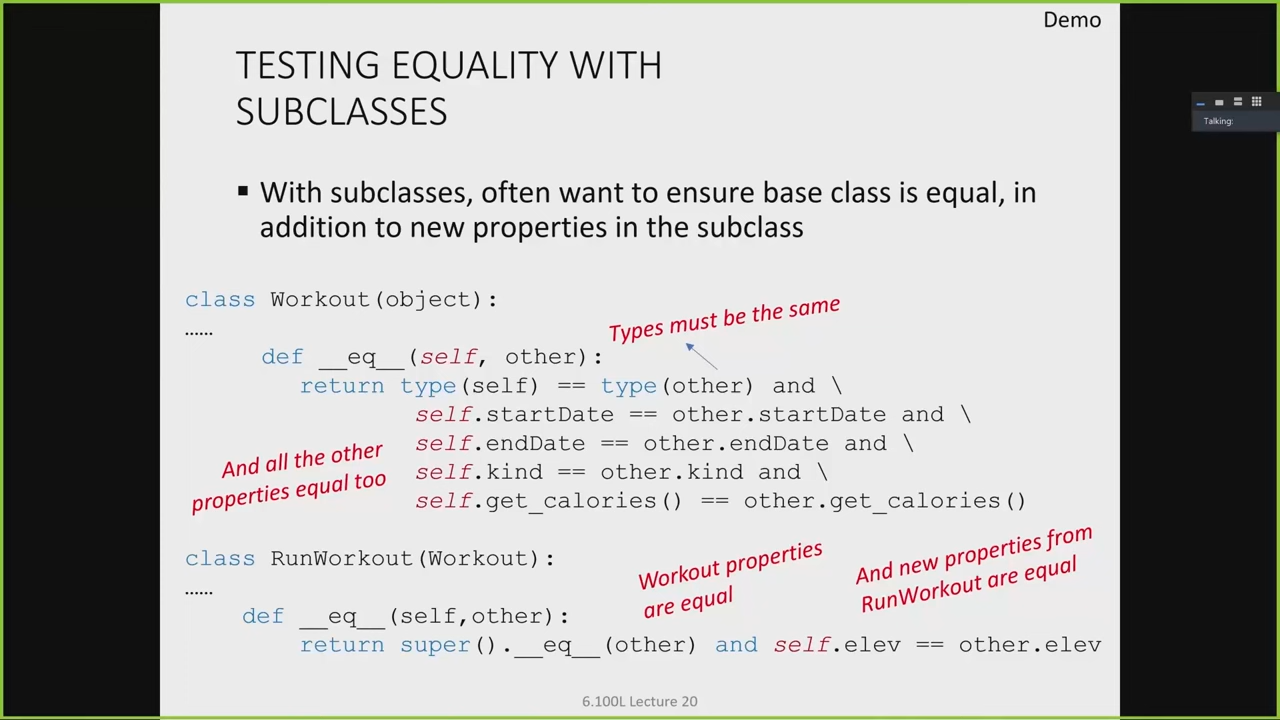 Demo
TESTING EQUALITY WITH
SUBCLASSES
▪ With subclasses, often want to ensure base class is equal, in
addition to new properties in the subclass
class Workout(object):
……
Types must be the same
def __eq__(self, other):
return type(self) == type(other) and \
self.startDate == other.startDate and \
self.endDate == other.endDate and \
And all the other
properties equal too
self.kind == other.kind and \
self.get_calories() == other.get_calories()
class RunWorkout(Workout):
……
Workout properties
are equal
And new properties from
RunWorkout are equal
def __eq__(self,other):
return super().__eq__(other) and self.elev == other.elev
6.100L Lecture 20
Talking: